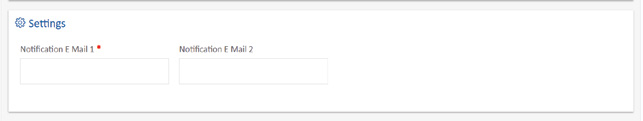 Settings
Notification E Mail 1 •
Notification E Mail 2